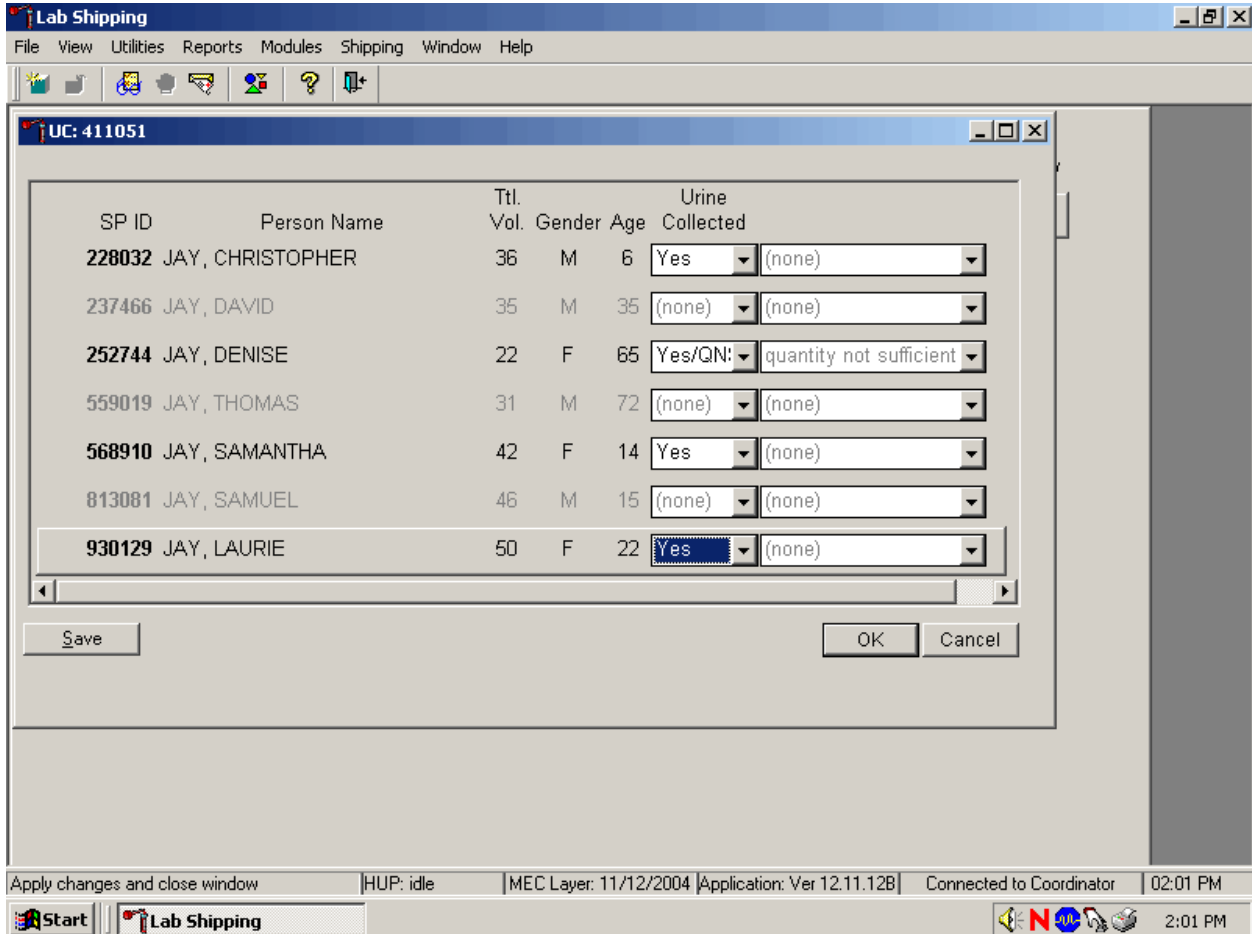 Lab Shipping
File View Utilities Reports Modules Shipping Window Help
UC: 411051
Ttl. Urine
SP ID Person Name Vol. Gender Age Collected
228032 JAY, CHRISTOPHER 36 M 6 Yes (none)
237466 JAY, DAVID 35 M 35 (none) (none)
252744 JAY, DENISE 22 F 65 Yes/QN quantity not sufficient
559019 JAY, THOMAS 31 M 72 (none) (none)
568910 JAY, SAMANTHA 42 F 14 Yes (none)
813081 JAY, SAMUEL 46 M 15 (none) (none)
930129 JAY, LAURIE 50 F 22 Yes (none)
Save OK Cancel
Apply changes and close window HUP: idle MEC Layer: 11/12/2004 Application: Ver 12.11.12B Connected to Coordinator 02:01 PM
Start Lab Shipping N 2:01 PM